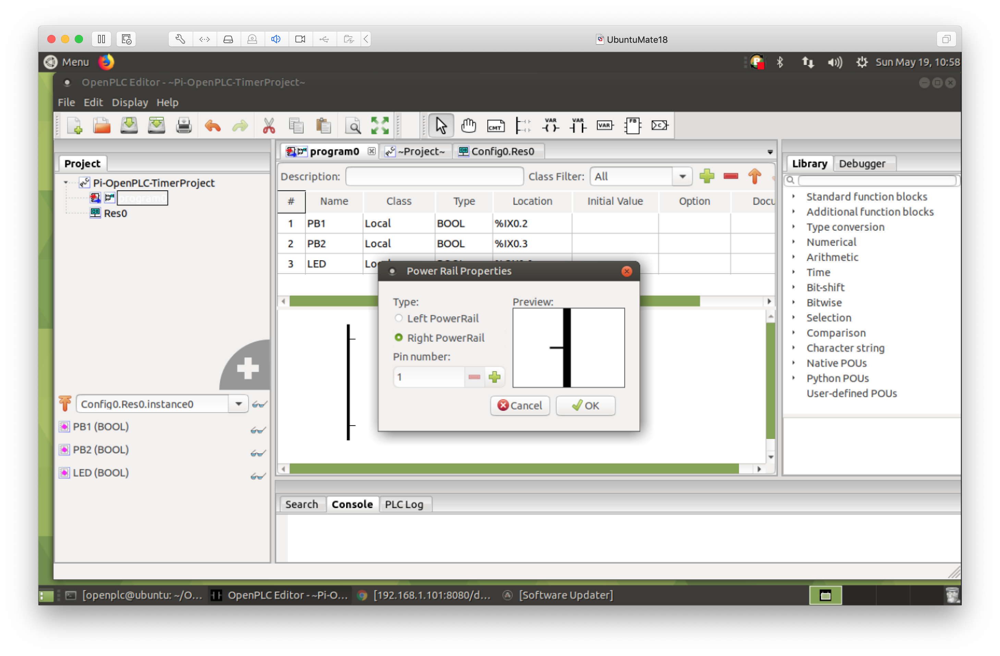 UbuntuMate18
Menu
Sun May 19, 10:58
OpenPLC Editor - ~Pi-OpenPLC-TimerProject~
File Edit Display Help
CMT VAR VAR VAR FB C
Project
Pi-OpenPLC-TimerProject
program0
Res0
Config0.Res0.instance0
PB1 (BOOL)
PB2 (BOOL)
LED (BOOL)
program0 ~Project~ Config0.Res0
Description: Class Filter: All
# Name Class Type Location Initial Value Option Docu
1 PB1 Local BOOL %IX0.2
2 PB2 Local BOOL %IX0.3
3 LED
Power Rail Properties
Type:
Left PowerRail
Right PowerRail
Pin number:
1
Preview:
Cancel OK
Library Debugger
Standard function blocks
Additional function blocks
Type conversion
Numerical
Arithmetic
Time
Bit-shift
Bitwise
Selection
Comparison
Character string
Native POUs
Python POUs
User-defined POUs
Search Console PLC Log
[openplc@ubuntu: ~/O... OpenPLC Editor - ~Pi-O... [192.168.1.101:8080/d... [Software Updater]